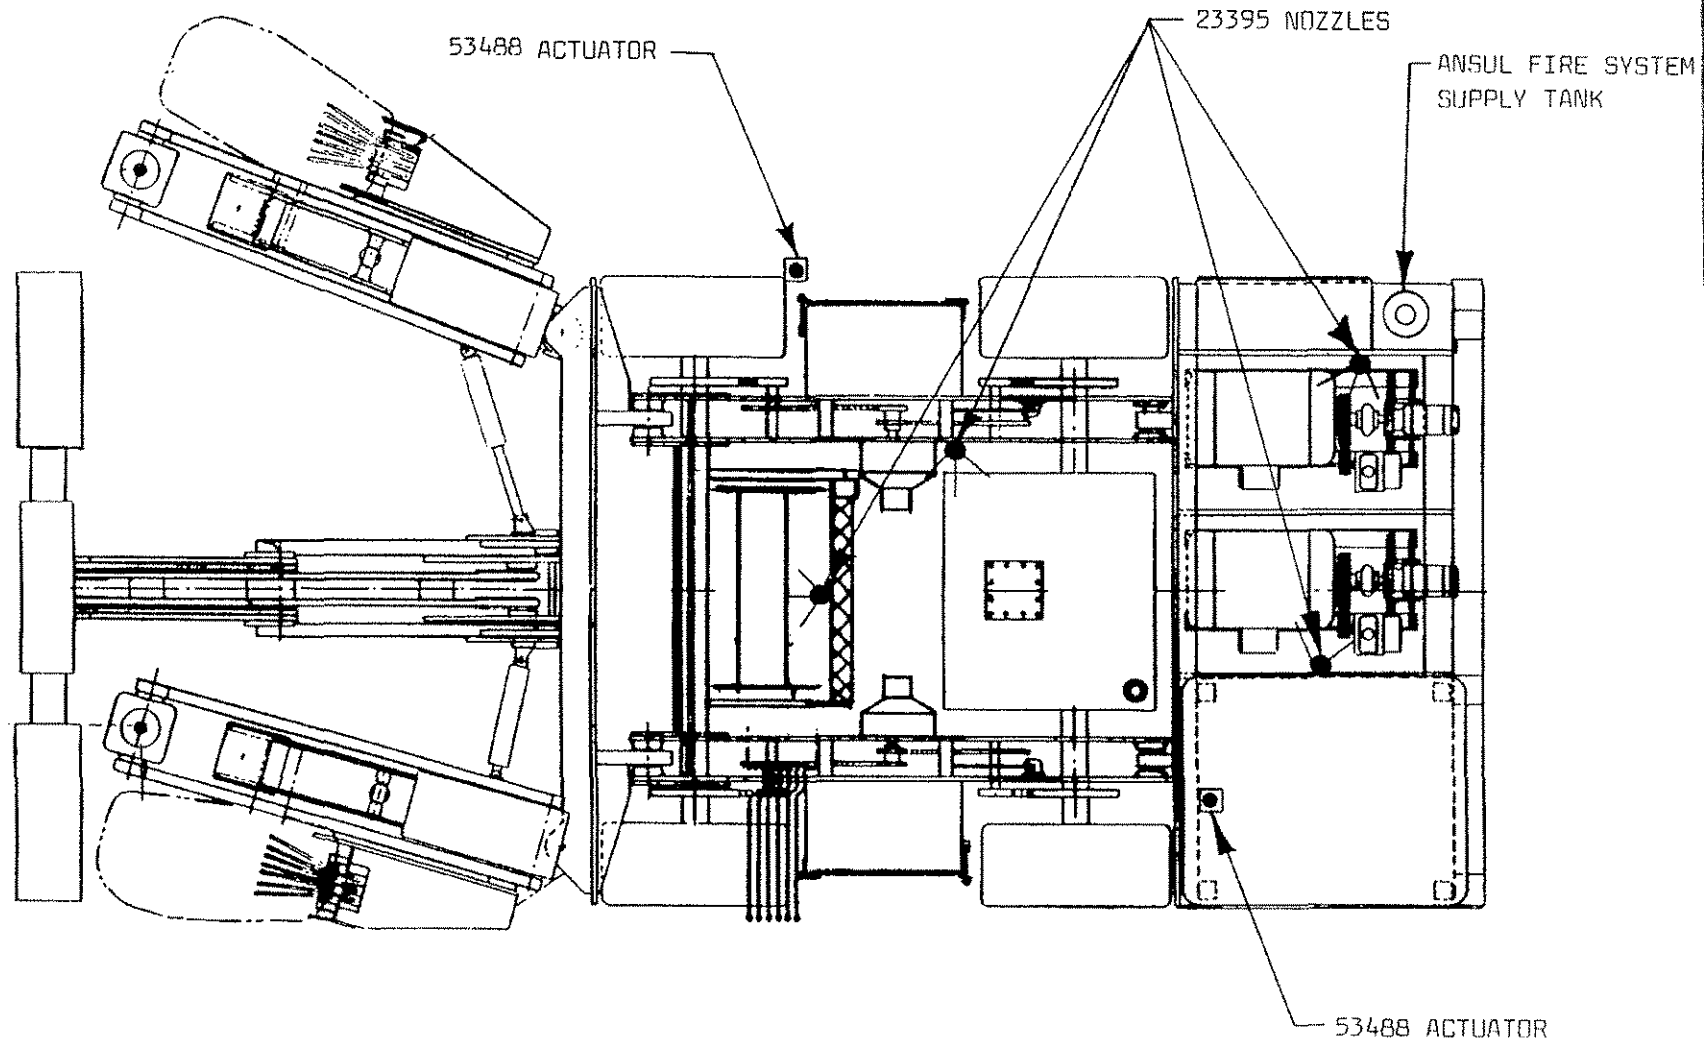 23395 NOZZLES
53488 ACTUATOR
ANSUL FIRE SYSTEM
SUPPLY TANK
53488 ACTUATOR